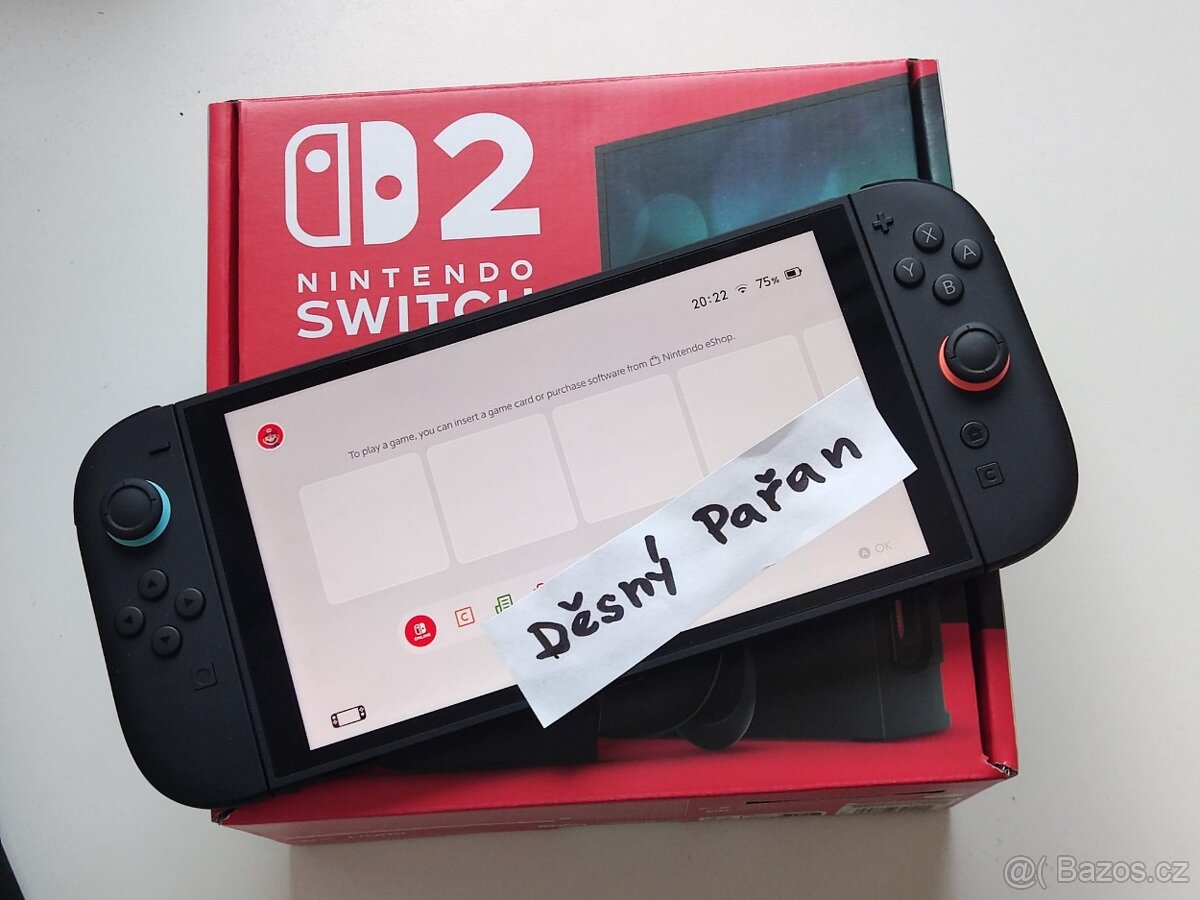 2
NINTENDO
SWITCH
20:22 75%
To play a game, you can insert a game card or purchase software from Nintendo eShop.
X
Y
A
B
C
C
A OK
Děsný Pařan
@( Bazos.cz